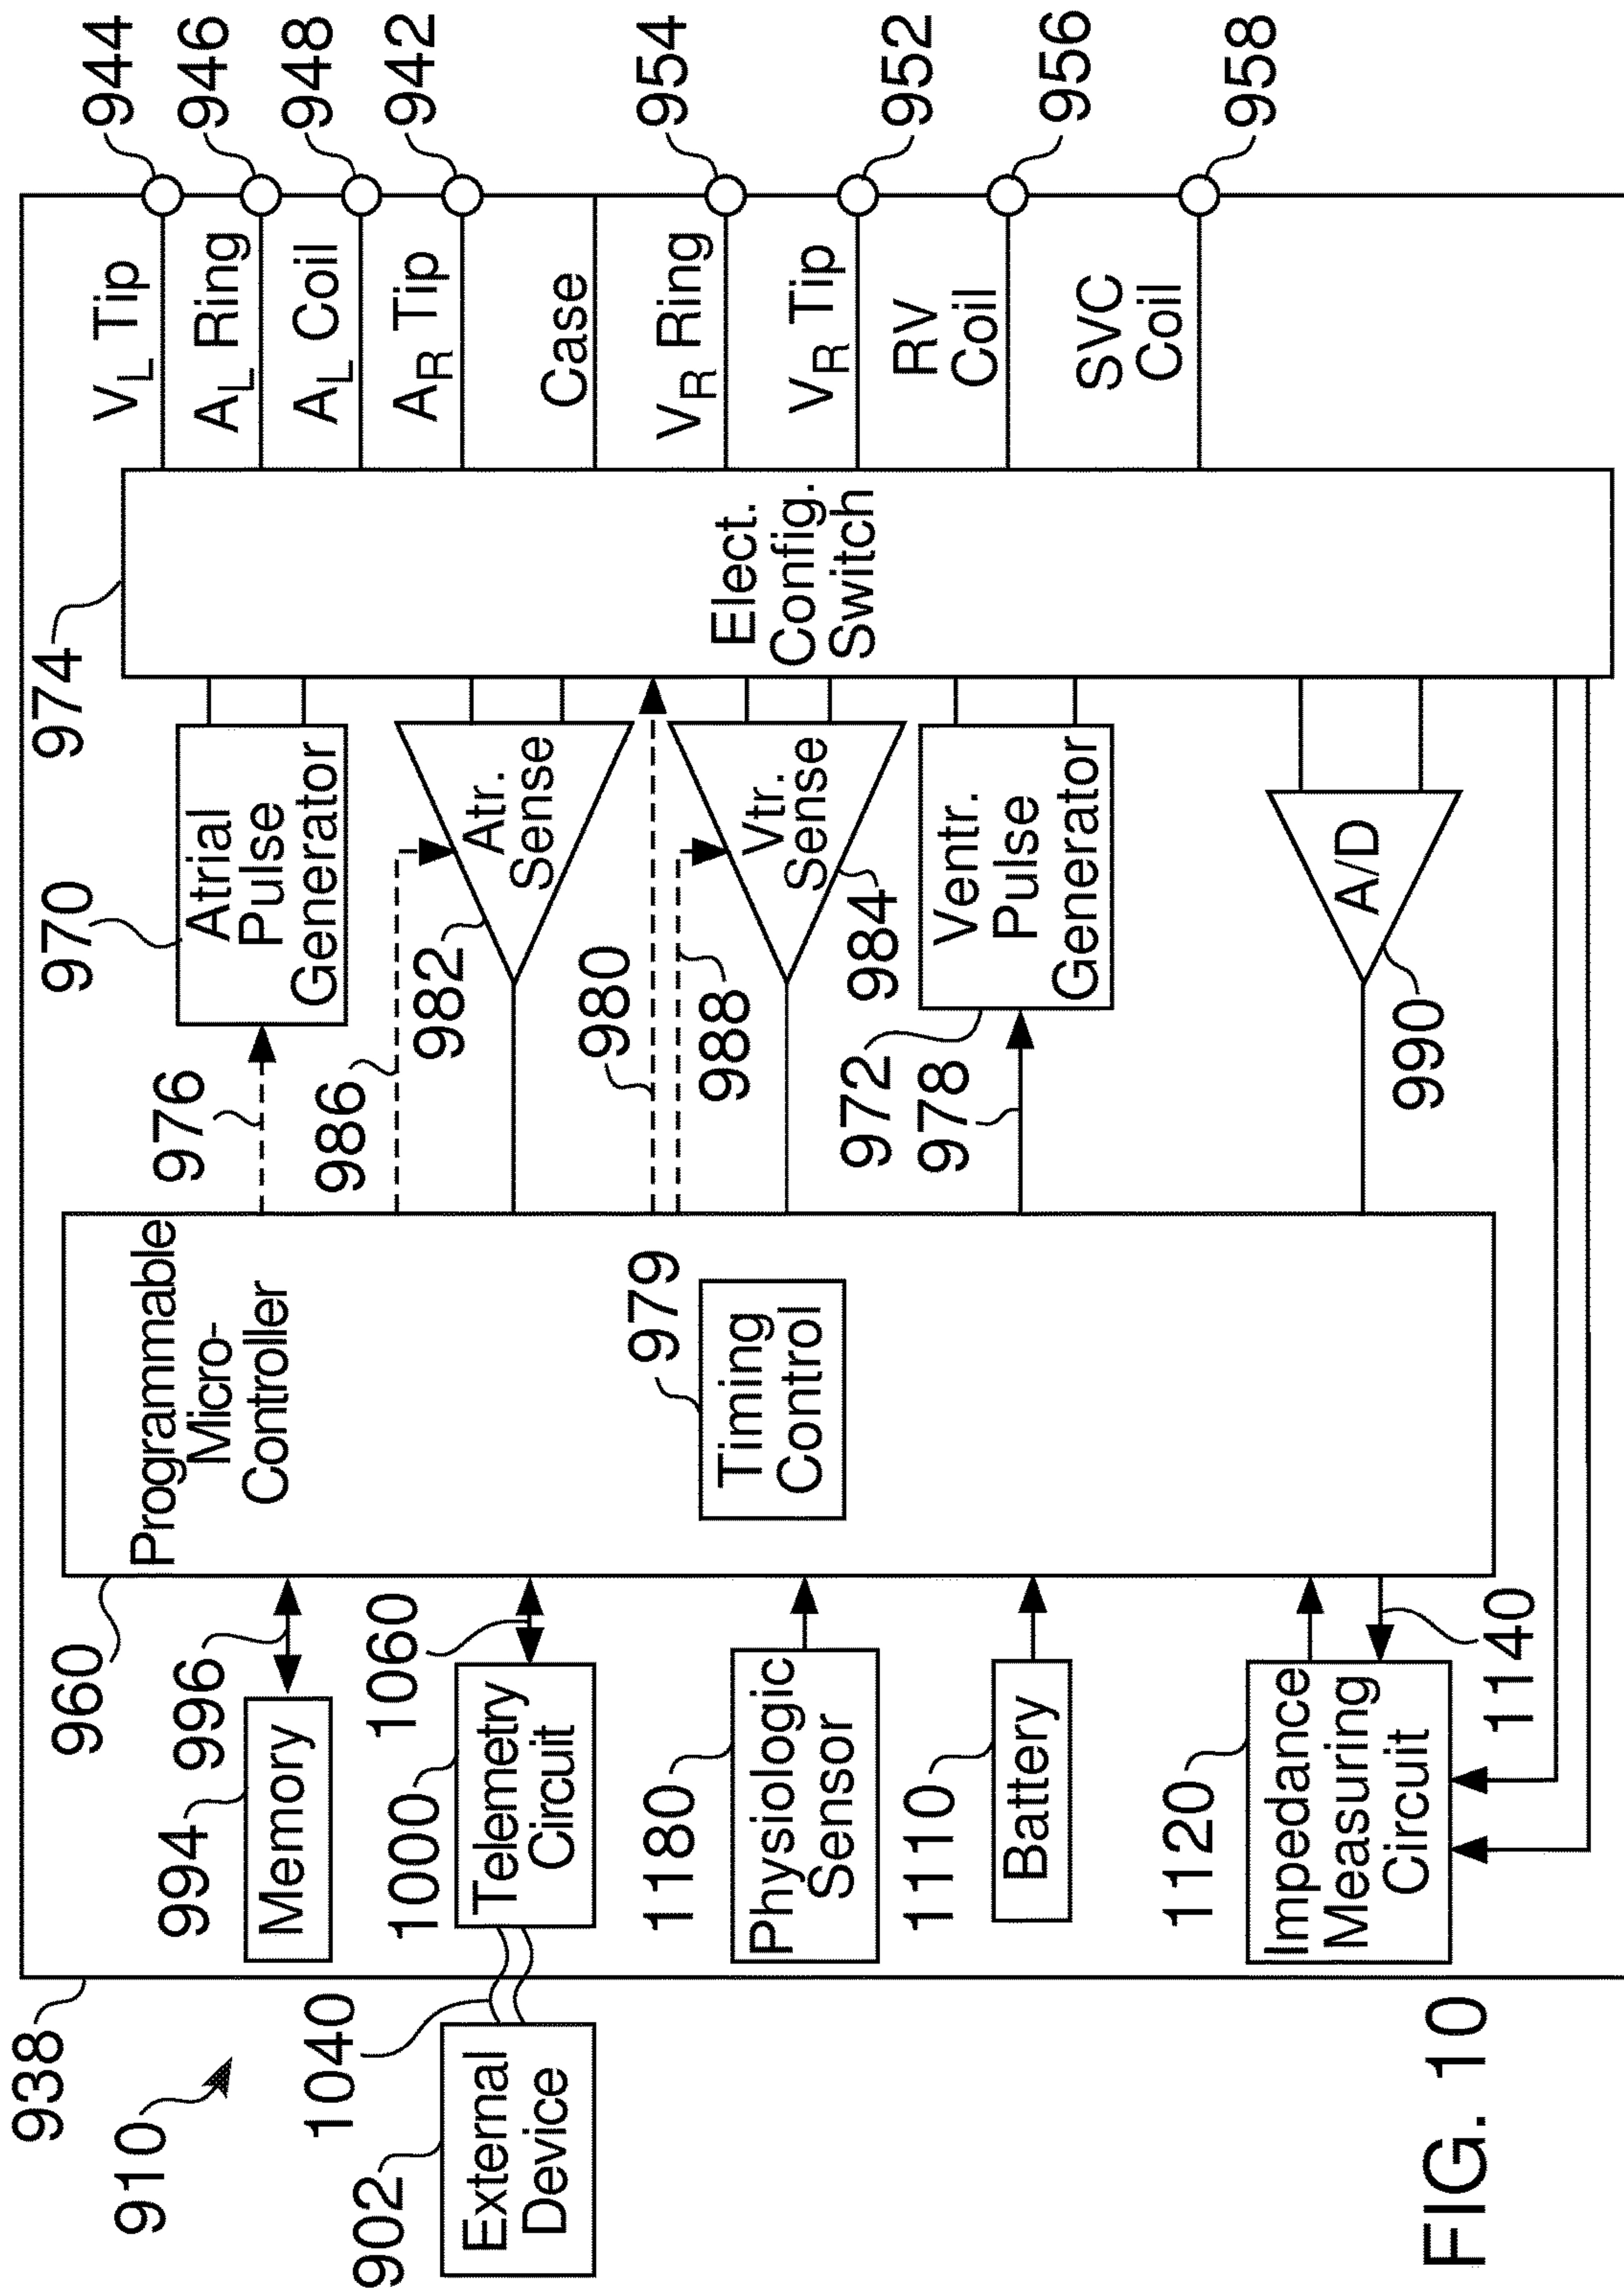 938
910
902
External
Device
1040
994
Memory
996
1000
Telemetry
Circuit
1060
1180
Physiologic
Sensor
1110
Battery
1120
Impedance
Measuring
Circuit
1140
960
Programmable
Micro-
Controller
979
Timing
Control
976
986
982
980
988
984
972
978
990
970
Atrial
Pulse
Generator
Atr.
Sense
Vtr.
Sense
Ventr.
Pulse
Generator
A/D
974
Elect.
Config.
Switch
VL Tip
944
AL Ring
946
AL Coil
948
AR Tip
942
Case
VR Ring
954
VR Tip
952
RV
Coil
956
SVC
Coil
958
FIG. 10